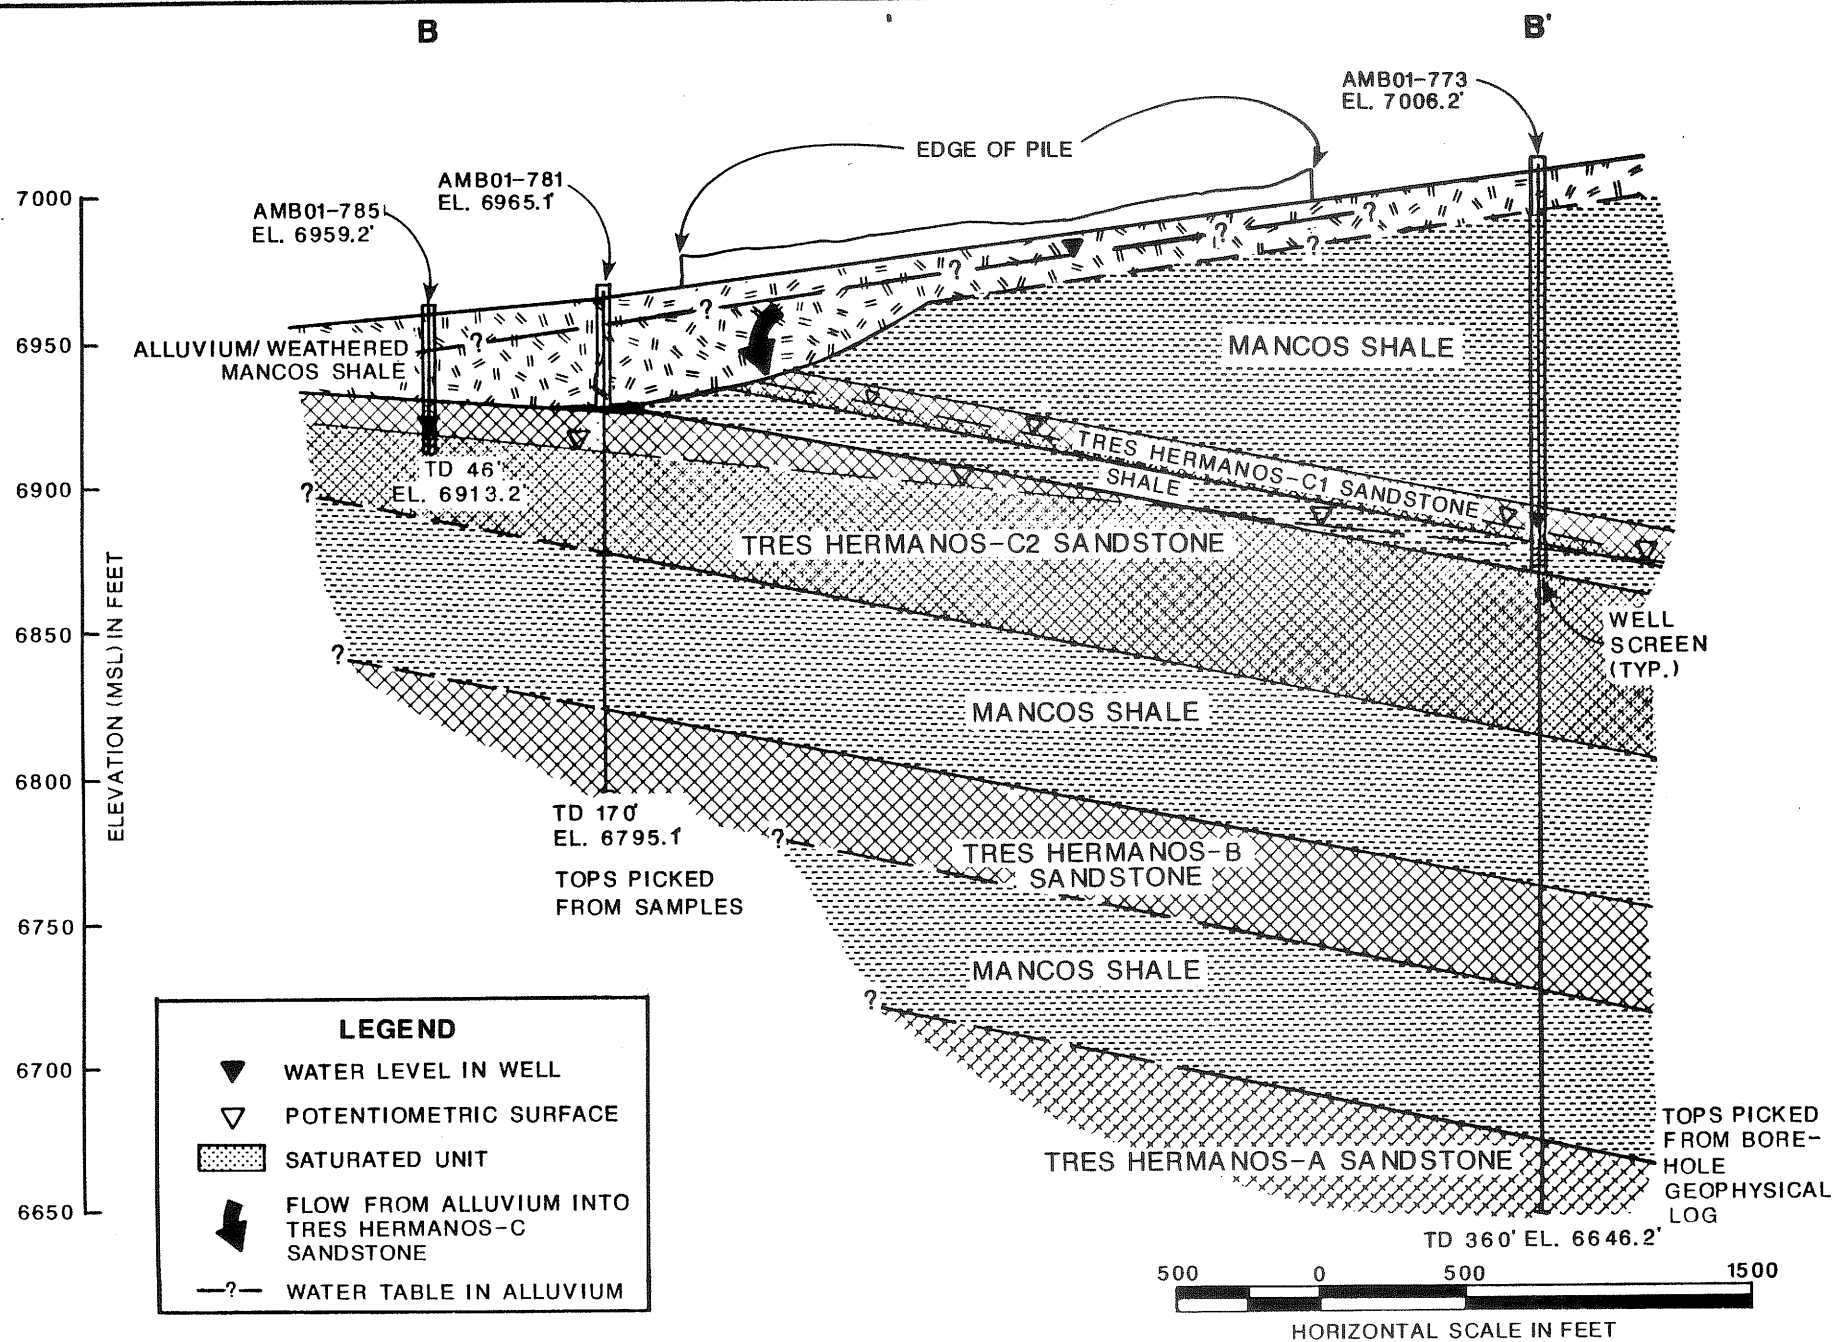 B
B'
AMB01-773
EL. 7006.2'
EDGE OF PILE
AMB01-781
EL. 6965.1'
AMB01-785
EL. 6959.2'
7000
6950
6900
6850
6800
6750
6700
6650
ELEVATION (MSL) IN FEET
ALLUVIUM/WEATHERED
MANCOS SHALE
?
?
?
?
?
?
MANCOS SHALE
TRES HERMANOS-C1 SANDSTONE
SHALE
TD 46'
EL. 6913.2'
?
TRES HERMANOS-C2 SANDSTONE
WELL
SCREEN
(TYP.)
?
MANCOS SHALE
TD 170'
EL. 6795.1'
TOPS PICKED
FROM SAMPLES
?
TRES HERMANOS-B
SANDSTONE
MANCOS SHALE
?
TRES HERMANOS-A SANDSTONE
TOPS PICKED
FROM BORE-
HOLE
GEOPHYSICAL
LOG
TD 360' EL. 6646.2'
LEGEND
WATER LEVEL IN WELL
POTENTIOMETRIC SURFACE
SATURATED UNIT
FLOW FROM ALLUVIUM INTO
TRES HERMANOS-C
SANDSTONE
—?— WATER TABLE IN ALLUVIUM
500 0 500 1500
HORIZONTAL SCALE IN FEET